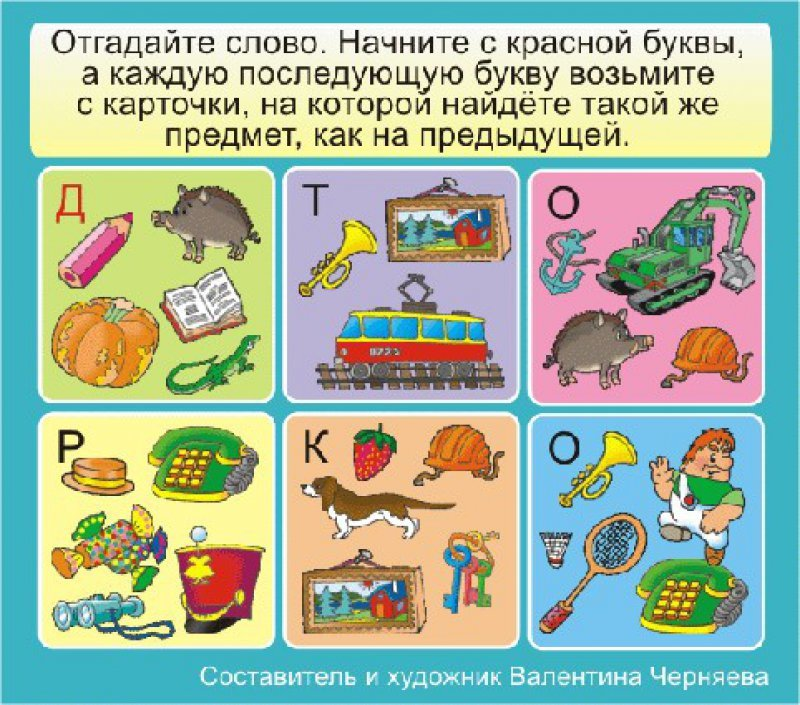 Отгадайте слово. Начните с красной буквы,
а каждую последующую букву возьмите
с карточки, на которой найдёте такой же
предмет, как на предыдущей.
Д Т О
Р К О
Составитель и художник Валентина Черняева